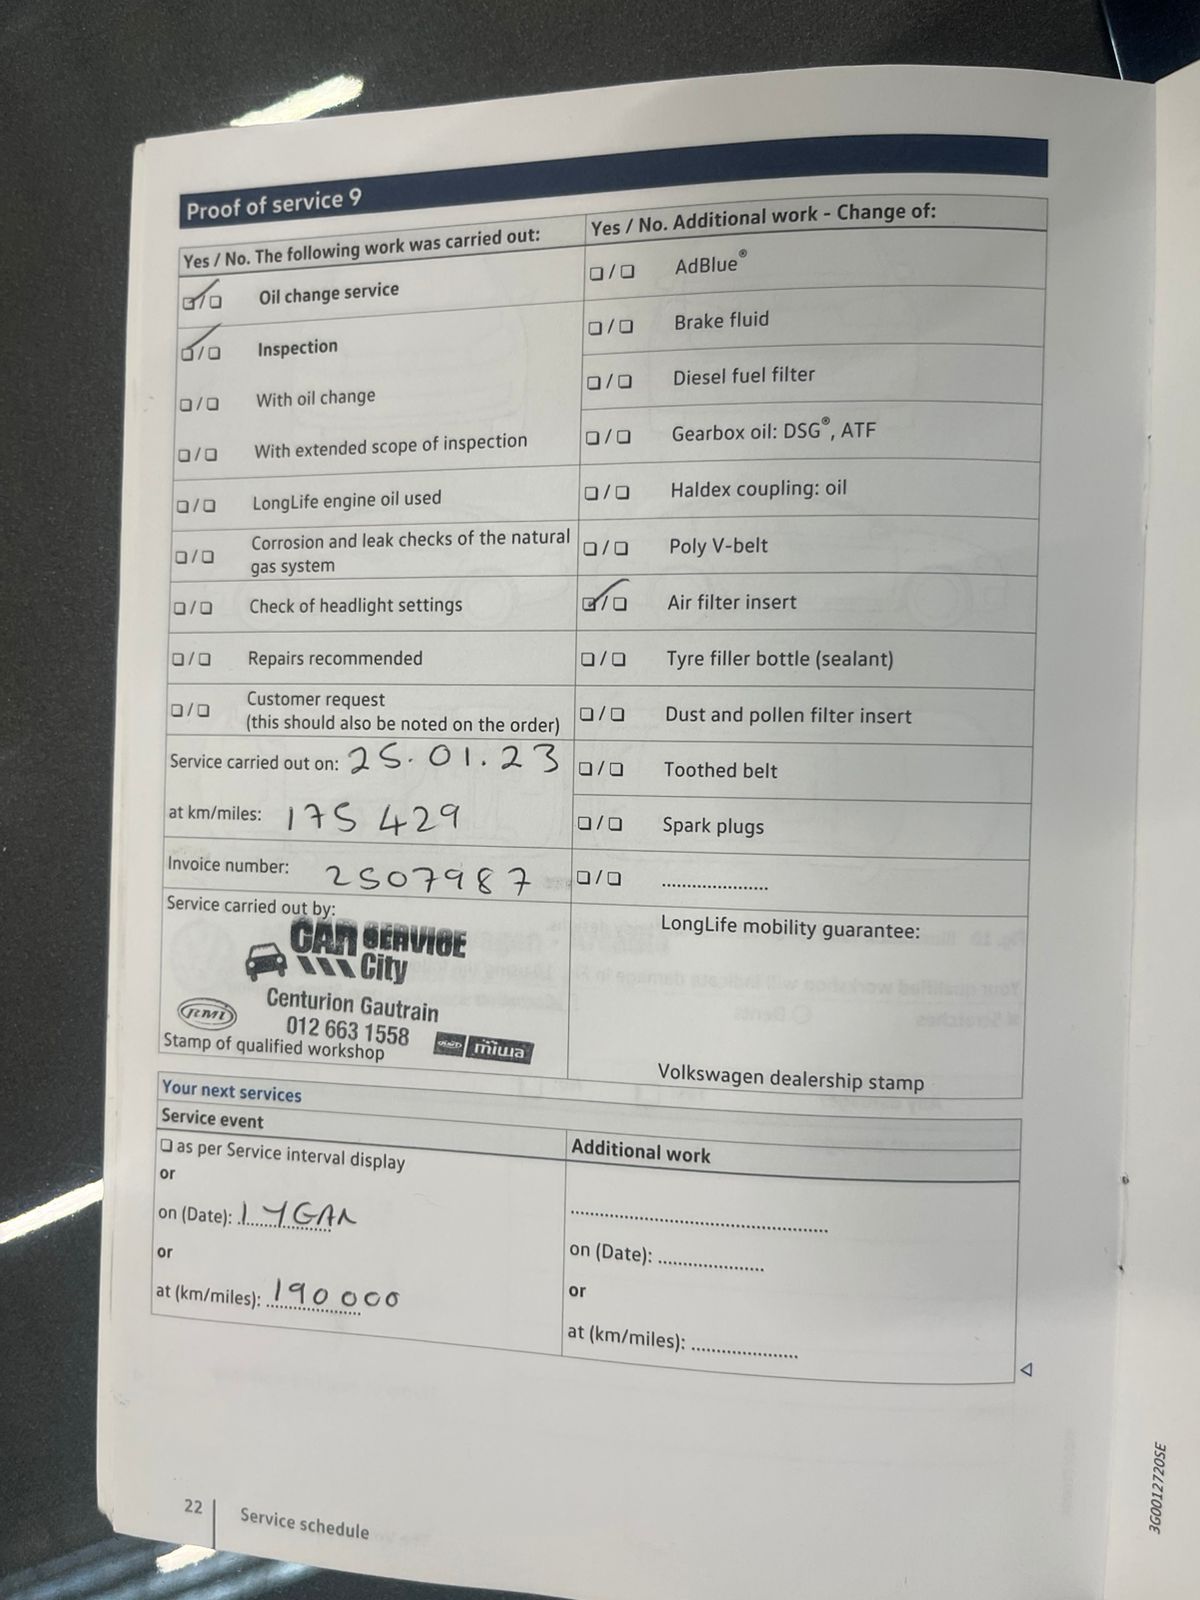 Proof of service 9
Yes / No. The following work was carried out:
Oil change service
Inspection
With oil change
With extended scope of inspection
LongLife engine oil used
Corrosion and leak checks of the natural
gas system
Check of headlight settings
Repairs recommended
Customer request
(this should also be noted on the order)
Service carried out on: 25.01.23
at km/miles: 175 429
Invoice number: 2507987
Service carried out by:
CAR SERVICE
City
Centurion Gautrain
012 663 1558
RMI
miwa
Stamp of qualified workshop
Yes / No. Additional work - Change of:
AdBlue®
Brake fluid
Diesel fuel filter
Gearbox oil: DSG®, ATF
Haldex coupling: oil
Poly V-belt
Air filter insert
Tyre filler bottle (sealant)
Dust and pollen filter insert
Toothed belt
Spark plugs
LongLife mobility guarantee:
Volkswagen dealership stamp
Your next services
Service event
as per Service interval display
or
on (Date): 1 YEAR
or
at (km/miles): 190 000
Additional work
on (Date):
or
at (km/miles):
22
Service schedule
3G0012720SE